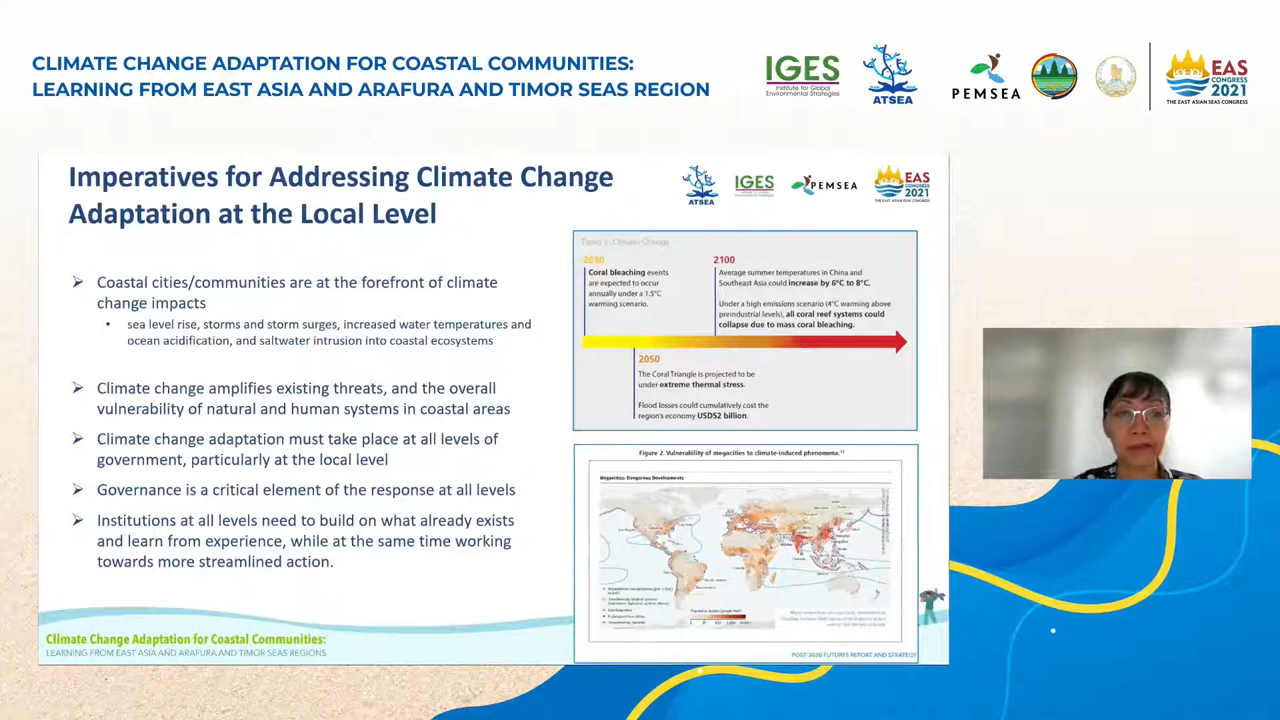 CLIMATE CHANGE ADAPTATION FOR COASTAL COMMUNITIES:
LEARNING FROM EAST ASIA AND ARAFURA AND TIMOR SEAS REGION
IGES
Institute for Global
Environmental Strategies
ATSEA
PEMSEA
EAS
CONGRESS
2021
THE EAST ASIAN SEAS CONGRESS
Imperatives for Addressing Climate Change
Adaptation at the Local Level
ATSEA
IGES
PEMSEA
EAS
CONGRESS
2021
THE EAST ASIAN SEAS CONGRESS
Coastal cities/communities are at the forefront of climate
change impacts
sea level rise, storms and storm surges, increased water temperatures and
ocean acidification, and saltwater intrusion into coastal ecosystems
Climate change amplifies existing threats, and the overall
vulnerability of natural and human systems in coastal areas
Climate change adaptation must take place at all levels of
government, particularly at the local level
Governance is a critical element of the response at all levels
Institutions at all levels need to build on what already exists
and learn from experience, while at the same time working
towards more streamlined action.
Trends in Climate Change
2030
Coral bleaching events
are expected to occur
annually under a 1.5°C
warming scenario.
2100
Average summer temperatures in China and
Southeast Asia could increase by 6°C to 8°C.
Under a high emissions scenario (4°C warming above
preindustrial levels), all coral reef systems could
collapse due to mass coral bleaching.
2050
The Coral Triangle is projected to be
under extreme thermal stress.
Flood losses could cumulatively cost the
region's economy USD52 billion.
Figure 2. Vulnerability of megacities to climate-induced phenomena.
Megacities: Dangerous Developments
POST-2020 FUTURES REPORT AND STRATEGY
Climate Change Adaptation for Coastal Communities:
LEARNING FROM EAST ASIA AND ARAFURA AND TIMOR SEAS REGIONS